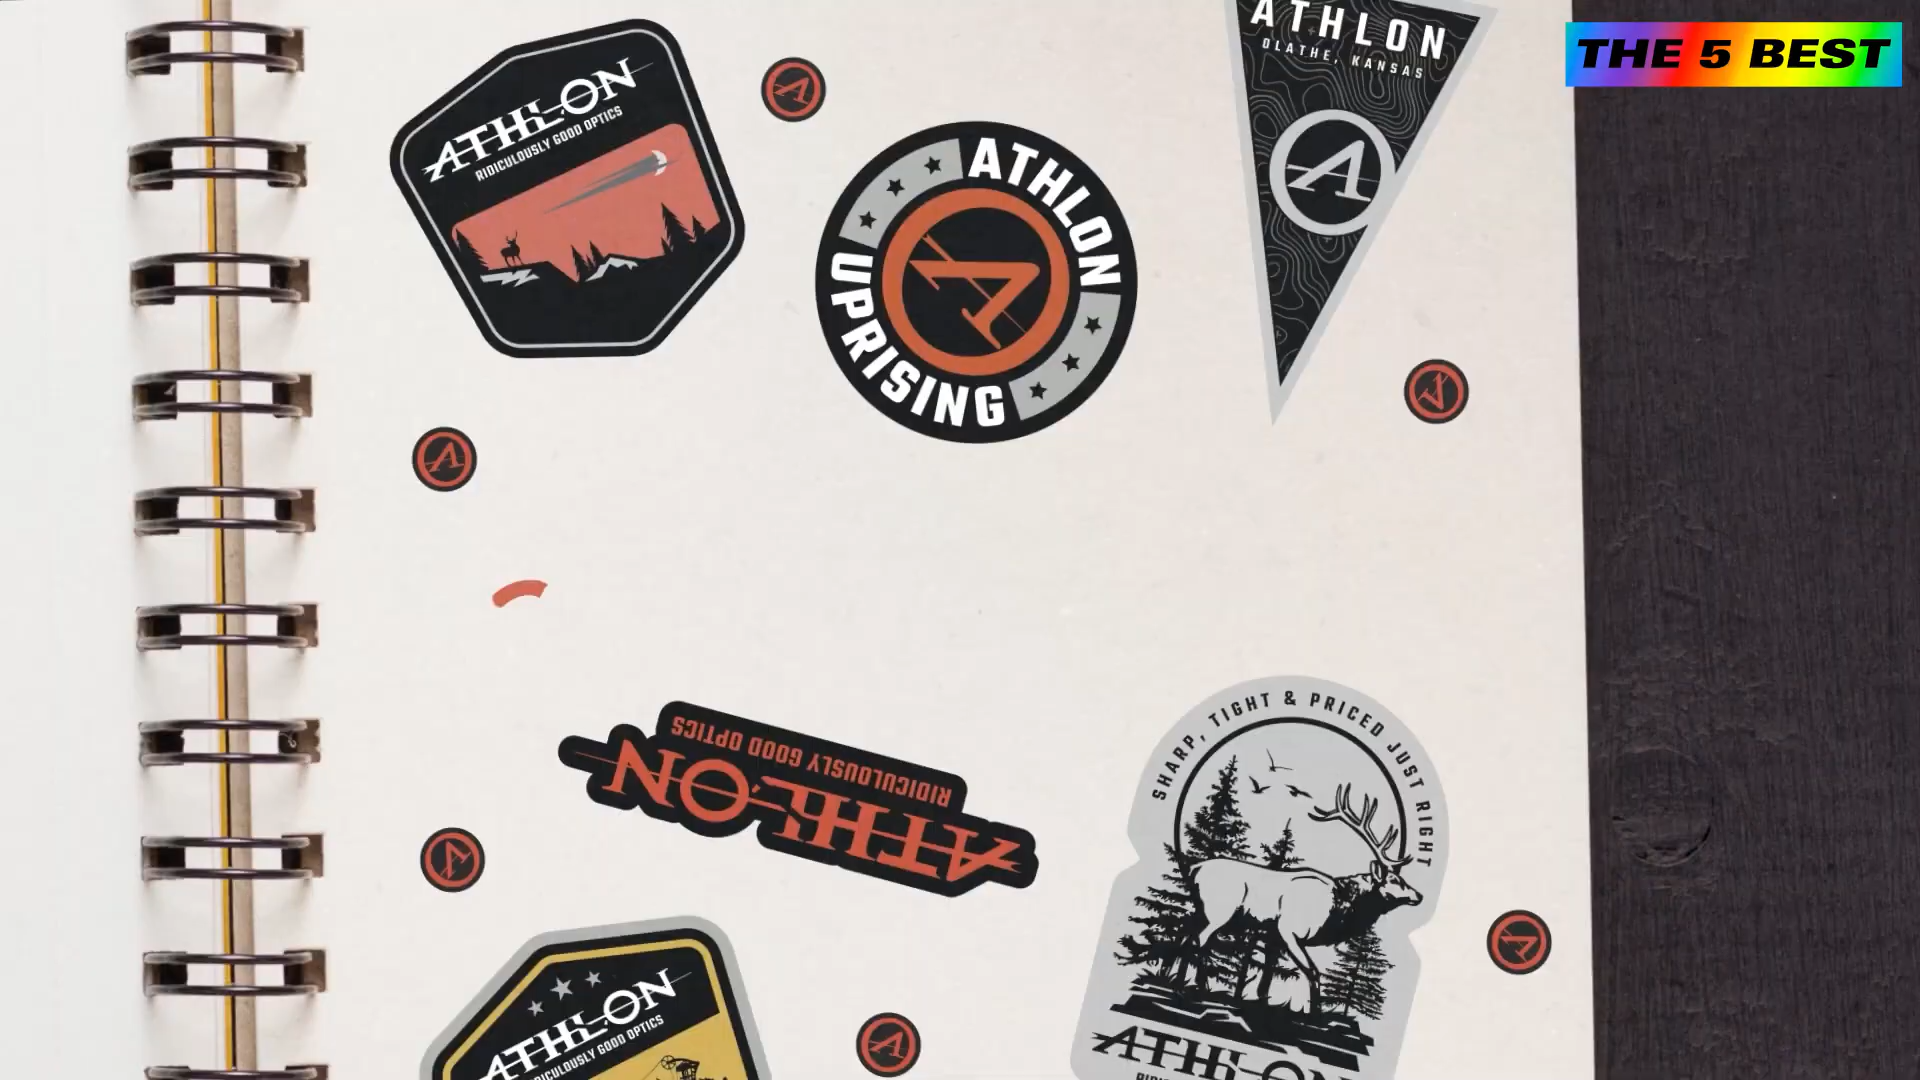 THE 5 BEST
ATHLON
RIDICULOUSLY GOOD OPTICS
ATHLON
UPRISING
ATHLON
OLATHE, KANSAS
ATHLON
RIDICULOUSLY GOOD OPTICS
SHARP, TIGHT & PRICED JUST RIGHT
ATHLON
ATHLON
RIDICULOUSLY GOOD OPTICS